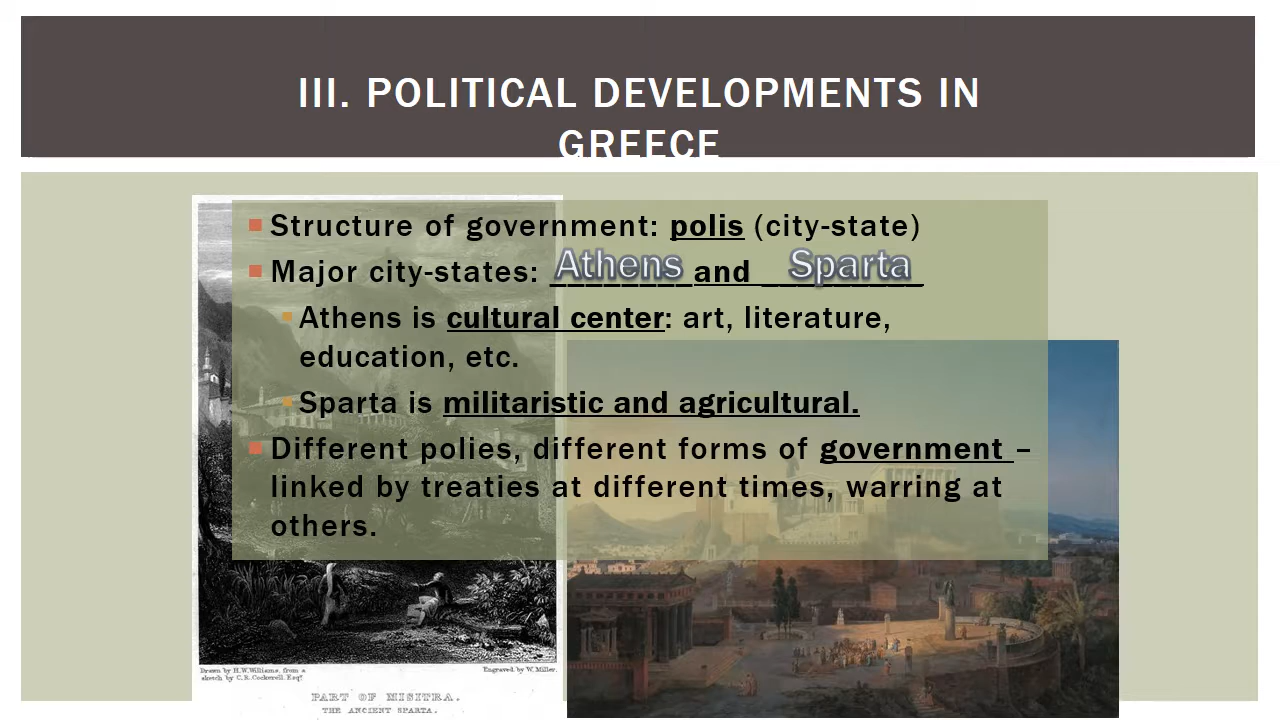 III. POLITICAL DEVELOPMENTS IN
GREECE
Structure of government: polis (city-state)
Major city-states: Athens and Sparta
Athens is cultural center: art, literature,
education, etc.
Sparta is militaristic and agricultural.
Different polies, different forms of government –
linked by treaties at different times, warring at
others.
Drawn by H.W. Williams, from a
sketch by C.R. Cockerell Esqr.
Engraved by W. Miller.
PART OF MISITRA,
THE ANCIENT SPARTA.